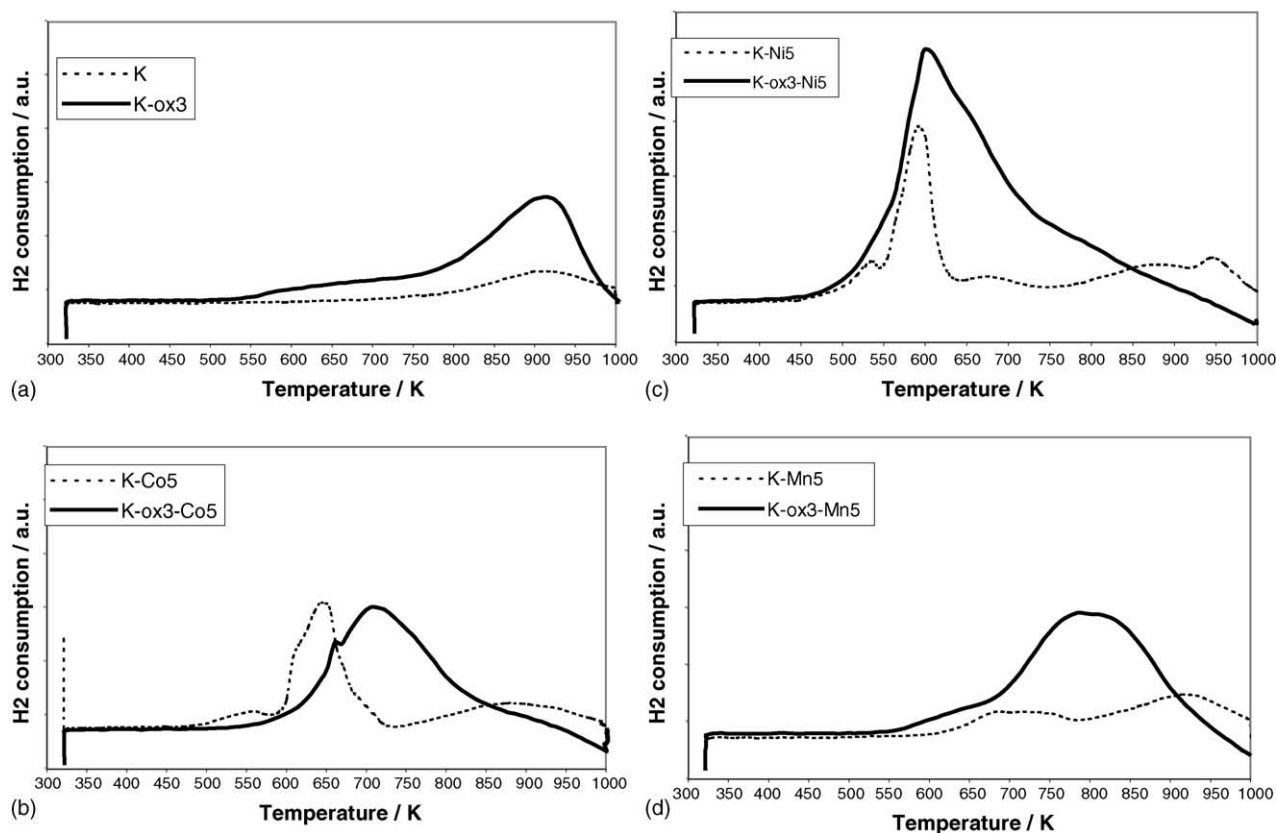 K
K-ox3
H2 consumption / a.u.
300 350 400 450 500 550 600 650 700 750 800 850 900 950 1000
(a)
Temperature / K
K-Ni5
K-ox3-Ni5
H2 consumption / a.u.
300 350 400 450 500 550 600 650 700 750 800 850 900 950 1000
(c)
Temperature / K
K-Co5
K-ox3-Co5
H2 consumption / a.u.
300 350 400 450 500 550 600 650 700 750 800 850 900 950 1000
(b)
Temperature / K
K-Mn5
K-ox3-Mn5
H2 consumption / a.u.
300 350 400 450 500 550 600 650 700 750 800 850 900 950 1000
(d)
Temperature / K